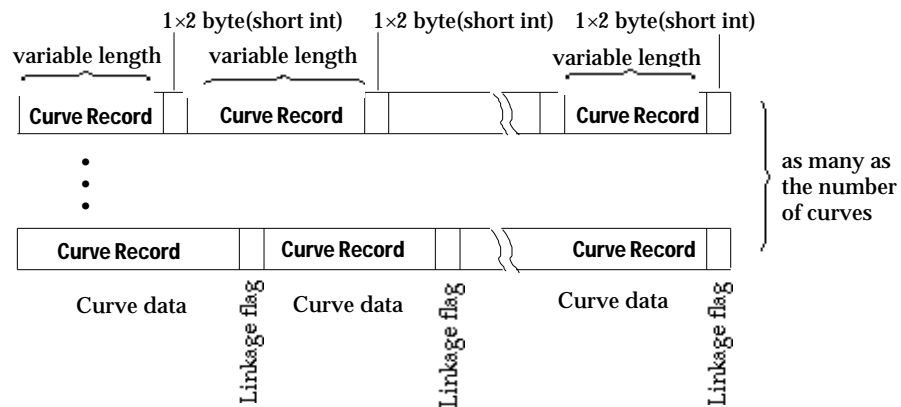 1×2 byte(short int) 1×2 byte(short int) 1×2 byte(short int)
variable length variable length variable length
Curve Record Curve Record Curve Record
as many as
the number
of curves
Curve Record Curve Record Curve Record
Curve data Curve data Curve data
Linkage flag Linkage flag Linkage flag